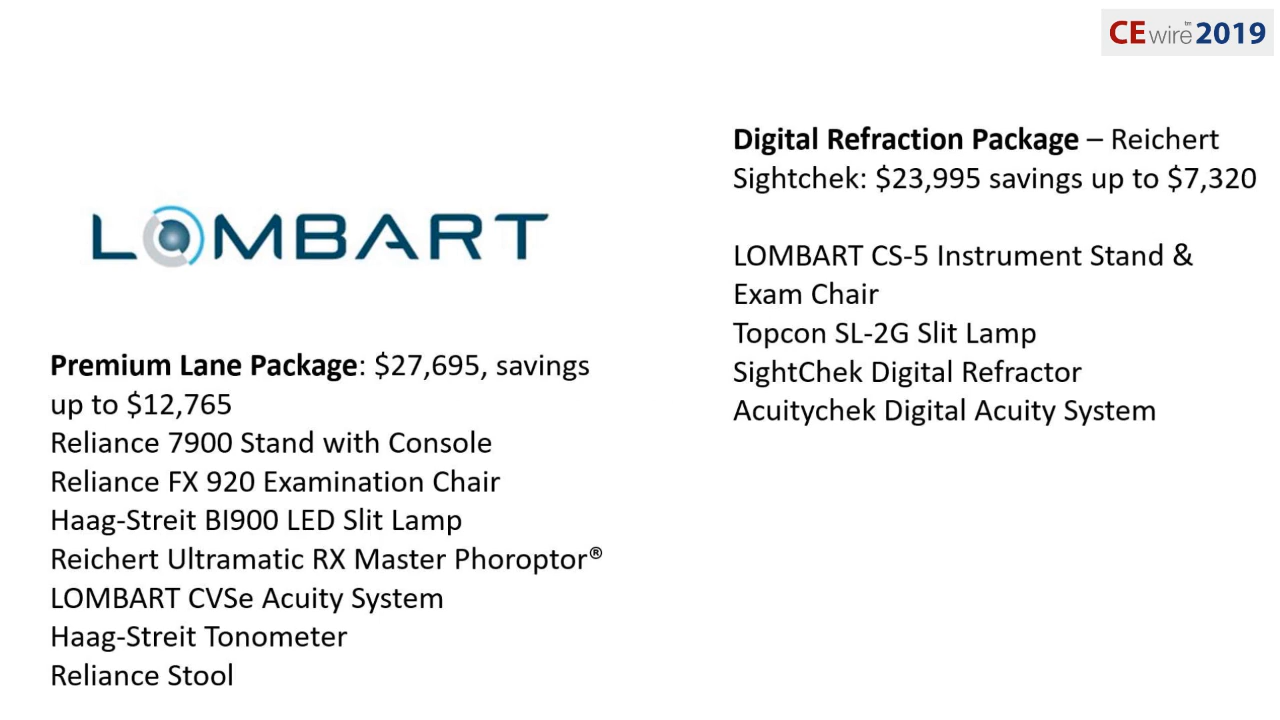 CEwire™2019
LOMBART
Premium Lane Package: $27,695, savings
up to $12,765
Reliance 7900 Stand with Console
Reliance FX 920 Examination Chair
Haag-Streit BI900 LED Slit Lamp
Reichert Ultramatic RX Master Phoroptor®
LOMBART CVSe Acuity System
Haag-Streit Tonometer
Reliance Stool
Digital Refraction Package – Reichert
Sightchek: $23,995 savings up to $7,320
LOMBART CS-5 Instrument Stand &
Exam Chair
Topcon SL-2G Slit Lamp
SightChek Digital Refractor
Acuitychek Digital Acuity System